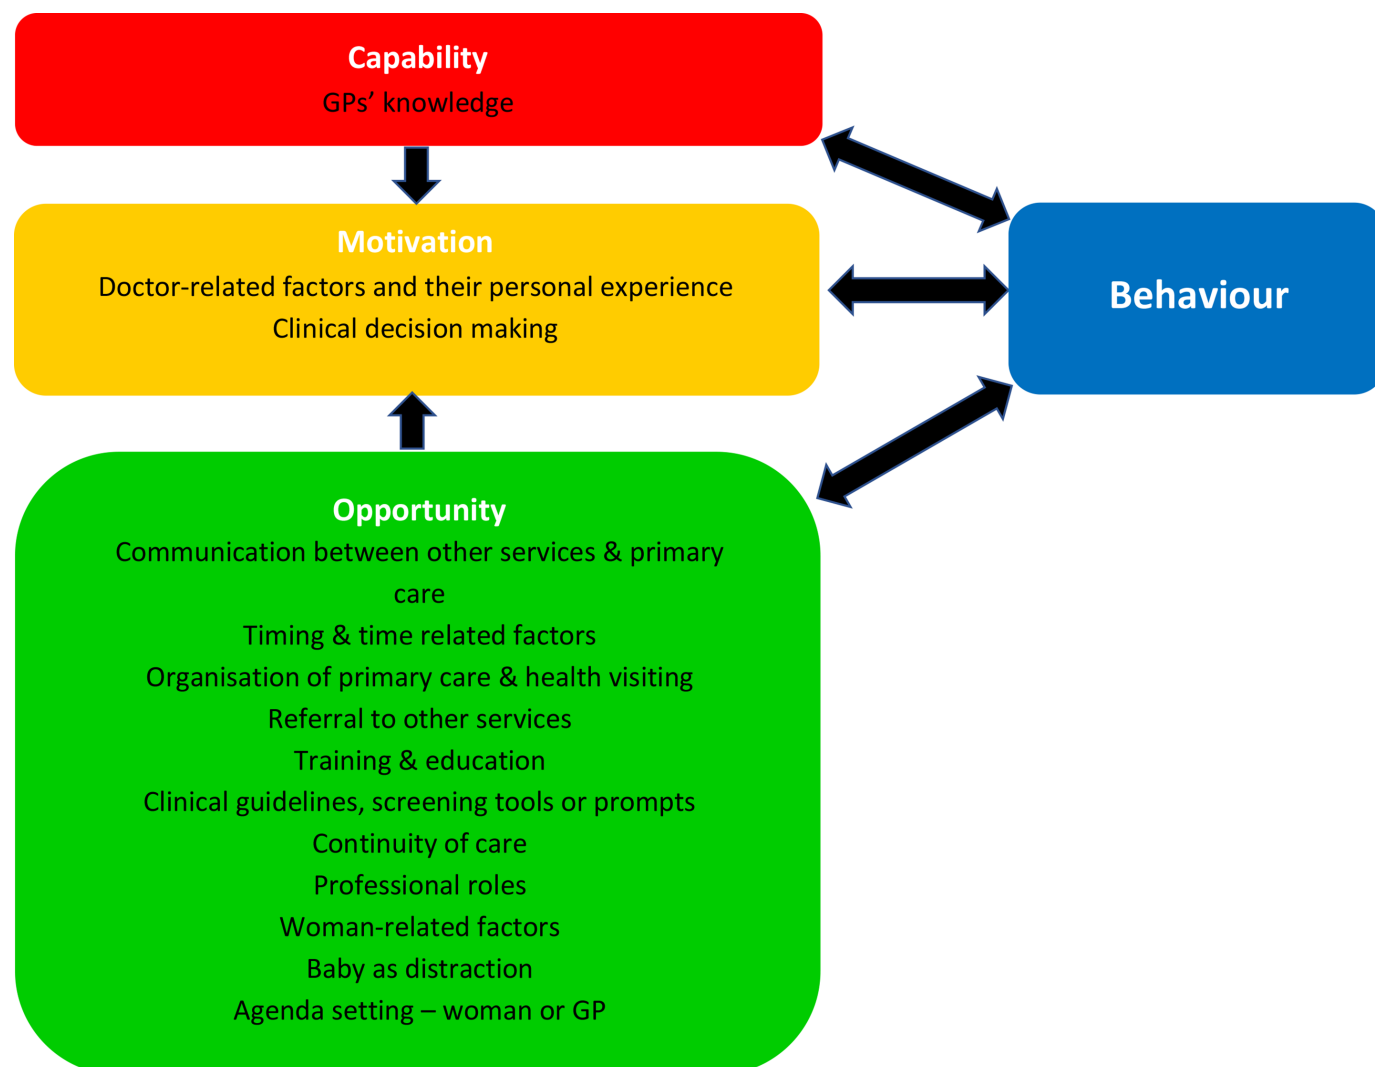 Capability
GPs’ knowledge
Motivation
Doctor-related factors and their personal experience
Clinical decision making
Behaviour
Opportunity
Communication between other services & primary
care
Timing & time related factors
Organisation of primary care & health visiting
Referral to other services
Training & education
Clinical guidelines, screening tools or prompts
Continuity of care
Professional roles
Woman-related factors
Baby as distraction
Agenda setting – woman or GP